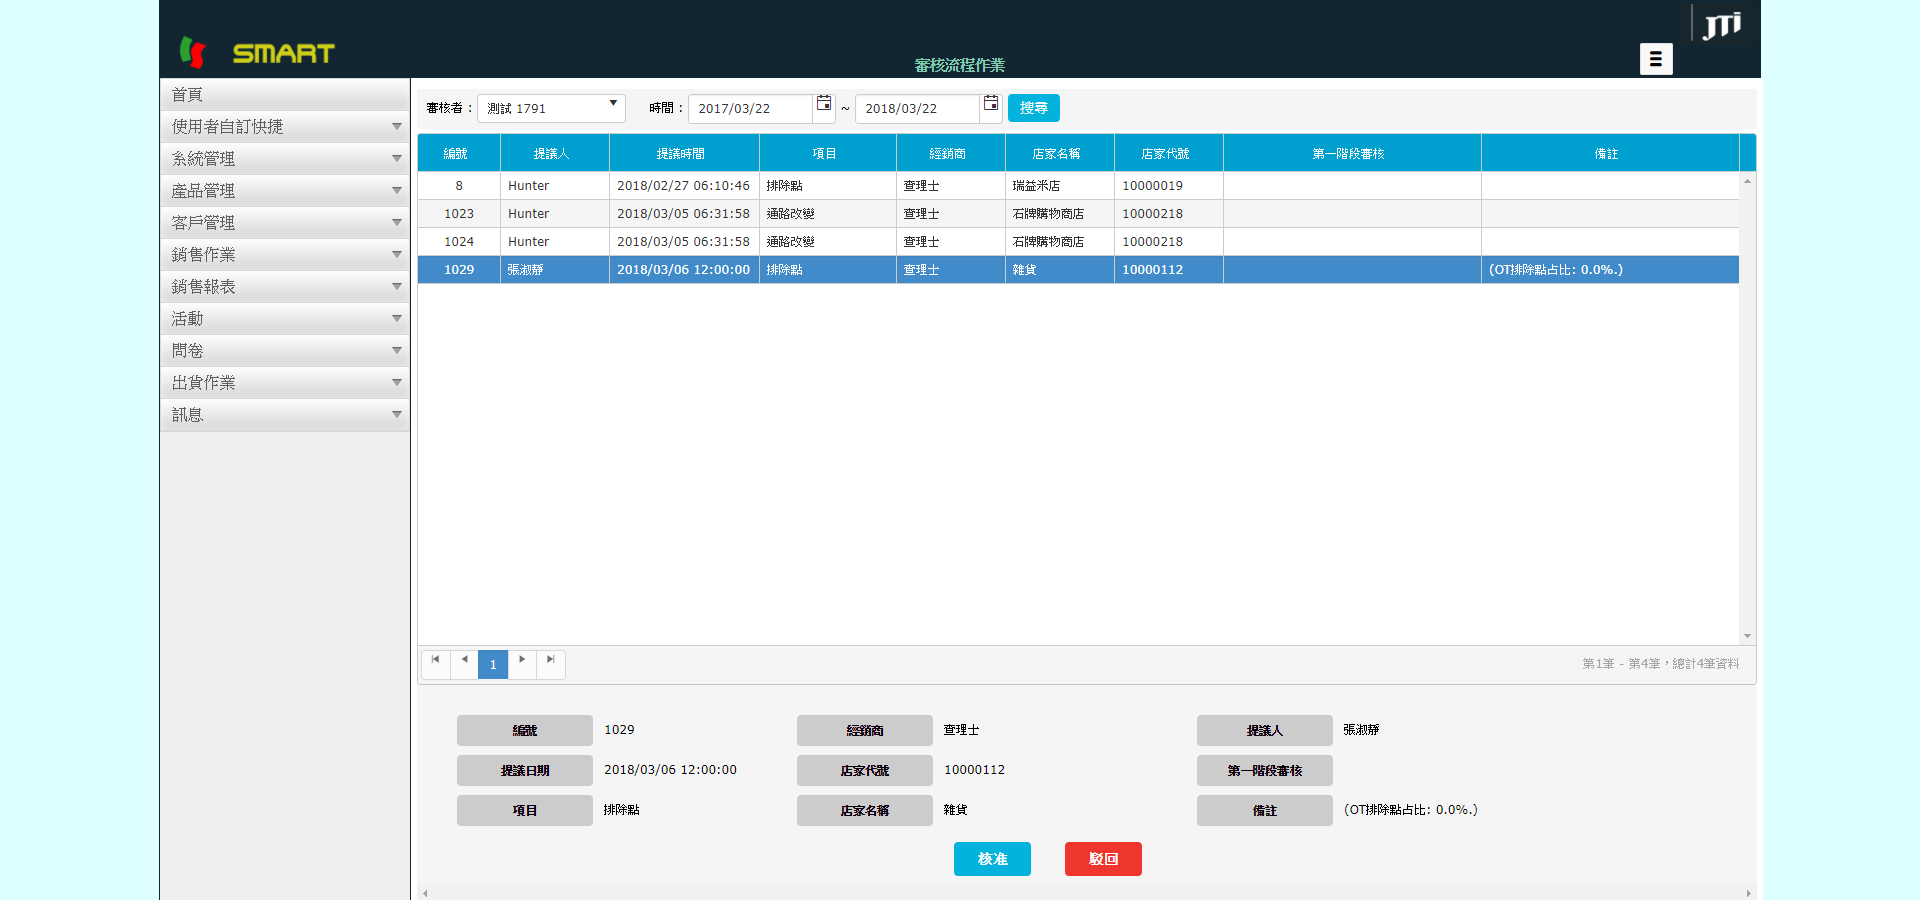 SMART
JTi
審核流程作業
首頁
使用者自訂快捷
系統管理
產品管理
客戶管理
銷售作業
銷售報表
活動
問卷
出貨作業
訊息
審核者： 測試 1791 時間： 2017/03/22 ~ 2018/03/22 搜尋
編號 提議人 提議時間 項目 經銷商 店家名稱 店家代號 第一階段審核 備註
8 Hunter 2018/02/27 06:10:46 排除點 查理士 瑞益米店 10000019
1023 Hunter 2018/03/05 06:31:58 通路改變 查理士 石牌購物商店 10000218
1024 Hunter 2018/03/05 06:31:58 通路改變 查理士 石牌購物商店 10000218
1029 張淑靜 2018/03/06 12:00:00 排除點 查理士 雜貨 10000112 (OT排除點占比: 0.0%.)
1
第1筆 - 第4筆，總計4筆資料
編號 1029 經銷商 查理士 提議人 張淑靜
提議日期 2018/03/06 12:00:00 店家代號 10000112 第一階段審核
項目 排除點 店家名稱 雜貨 備註 (OT排除點占比: 0.0%.)
核准 駁回